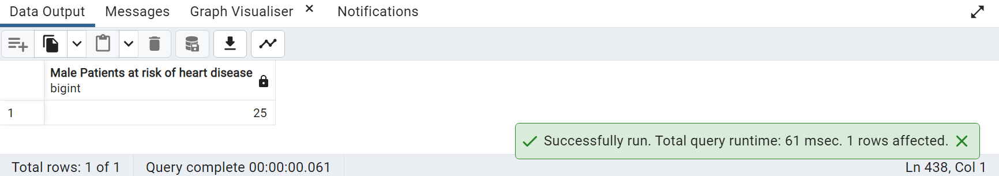 Data Output Messages Graph Visualiser × Notifications
Male Patients at risk of heart disease
bigint
1 25
Successfully run. Total query runtime: 61 msec. 1 rows affected.
Total rows: 1 of 1 Query complete 00:00:00.061 Ln 438, Col 1